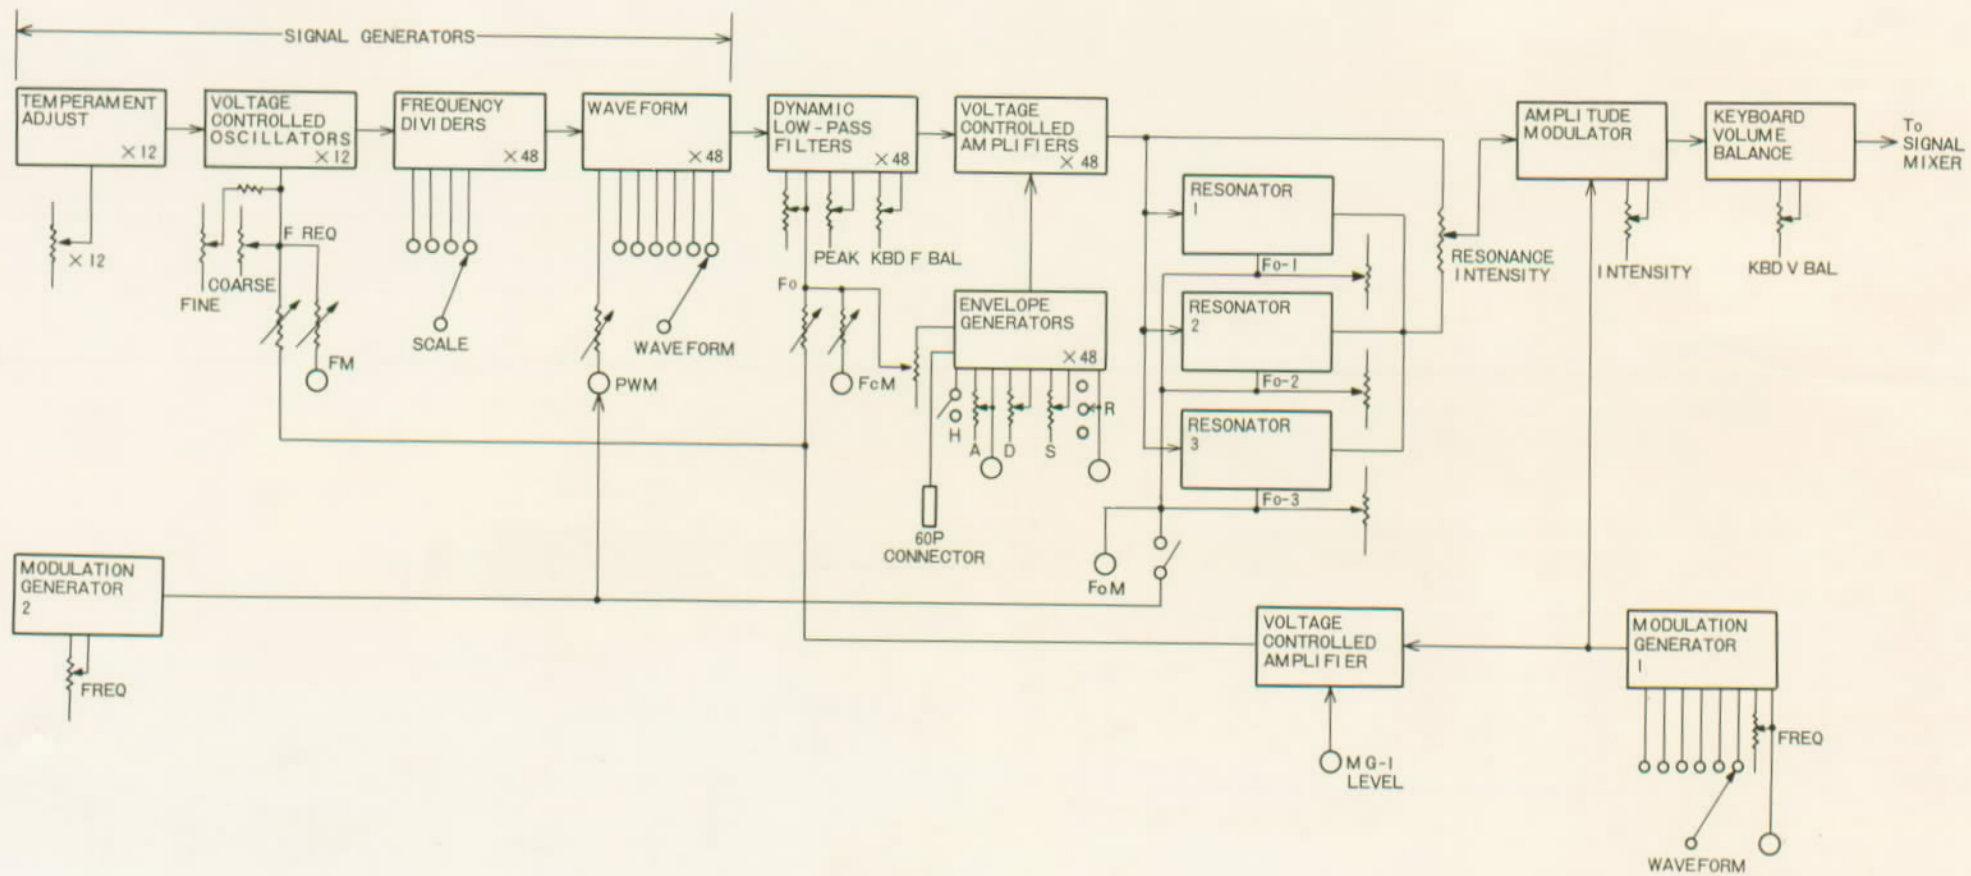 SIGNAL GENERATORS
TEMPERAMENT
ADJUST
×12
VOLTAGE
CONTROLLED
OSCILLATORS
×12
FREQUENCY
DIVIDERS
×48
WAVEFORM
×48
DYNAMIC
LOW-PASS
FILTERS
×48
VOLTAGE
CONTROLLED
AMPLIFIERS
×48
AMPLITUDE
MODULATOR
KEYBOARD
VOLUME
BALANCE
To
SIGNAL
MIXER
×12
FREQ
COARSE
FINE
FM
SCALE
WAVEFORM
PWM
PEAK
KBD F BAL
Fo
FcM
ENVELOPE
GENERATORS
×48
H
A
D
S
R
60P
CONNECTOR
RESONATOR
1
Fo-1
RESONATOR
2
Fo-2
RESONATOR
3
Fo-3
FoM
RESONANCE
INTENSITY
INTENSITY
KBD V BAL
MODULATION
GENERATOR
2
FREQ
VOLTAGE
CONTROLLED
AMPLIFIER
MG-1
LEVEL
MODULATION
GENERATOR
1
FREQ
WAVEFORM